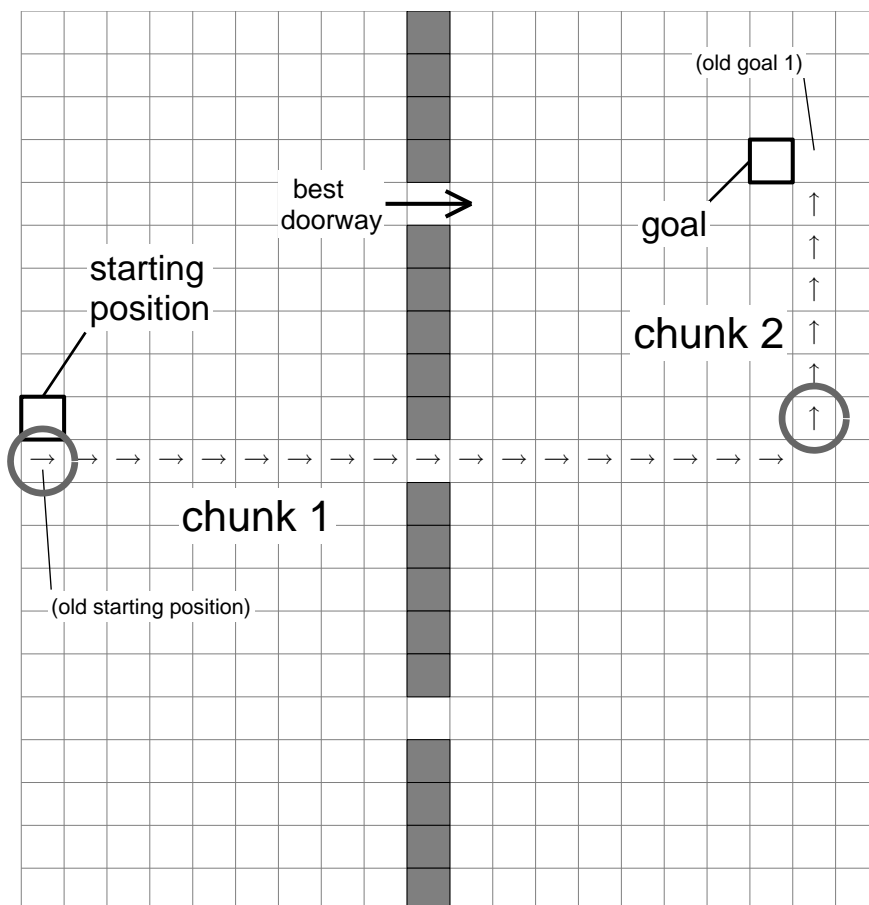 (old goal 1)
best
doorway
goal
starting
position
chunk 2
chunk 1
(old starting position)